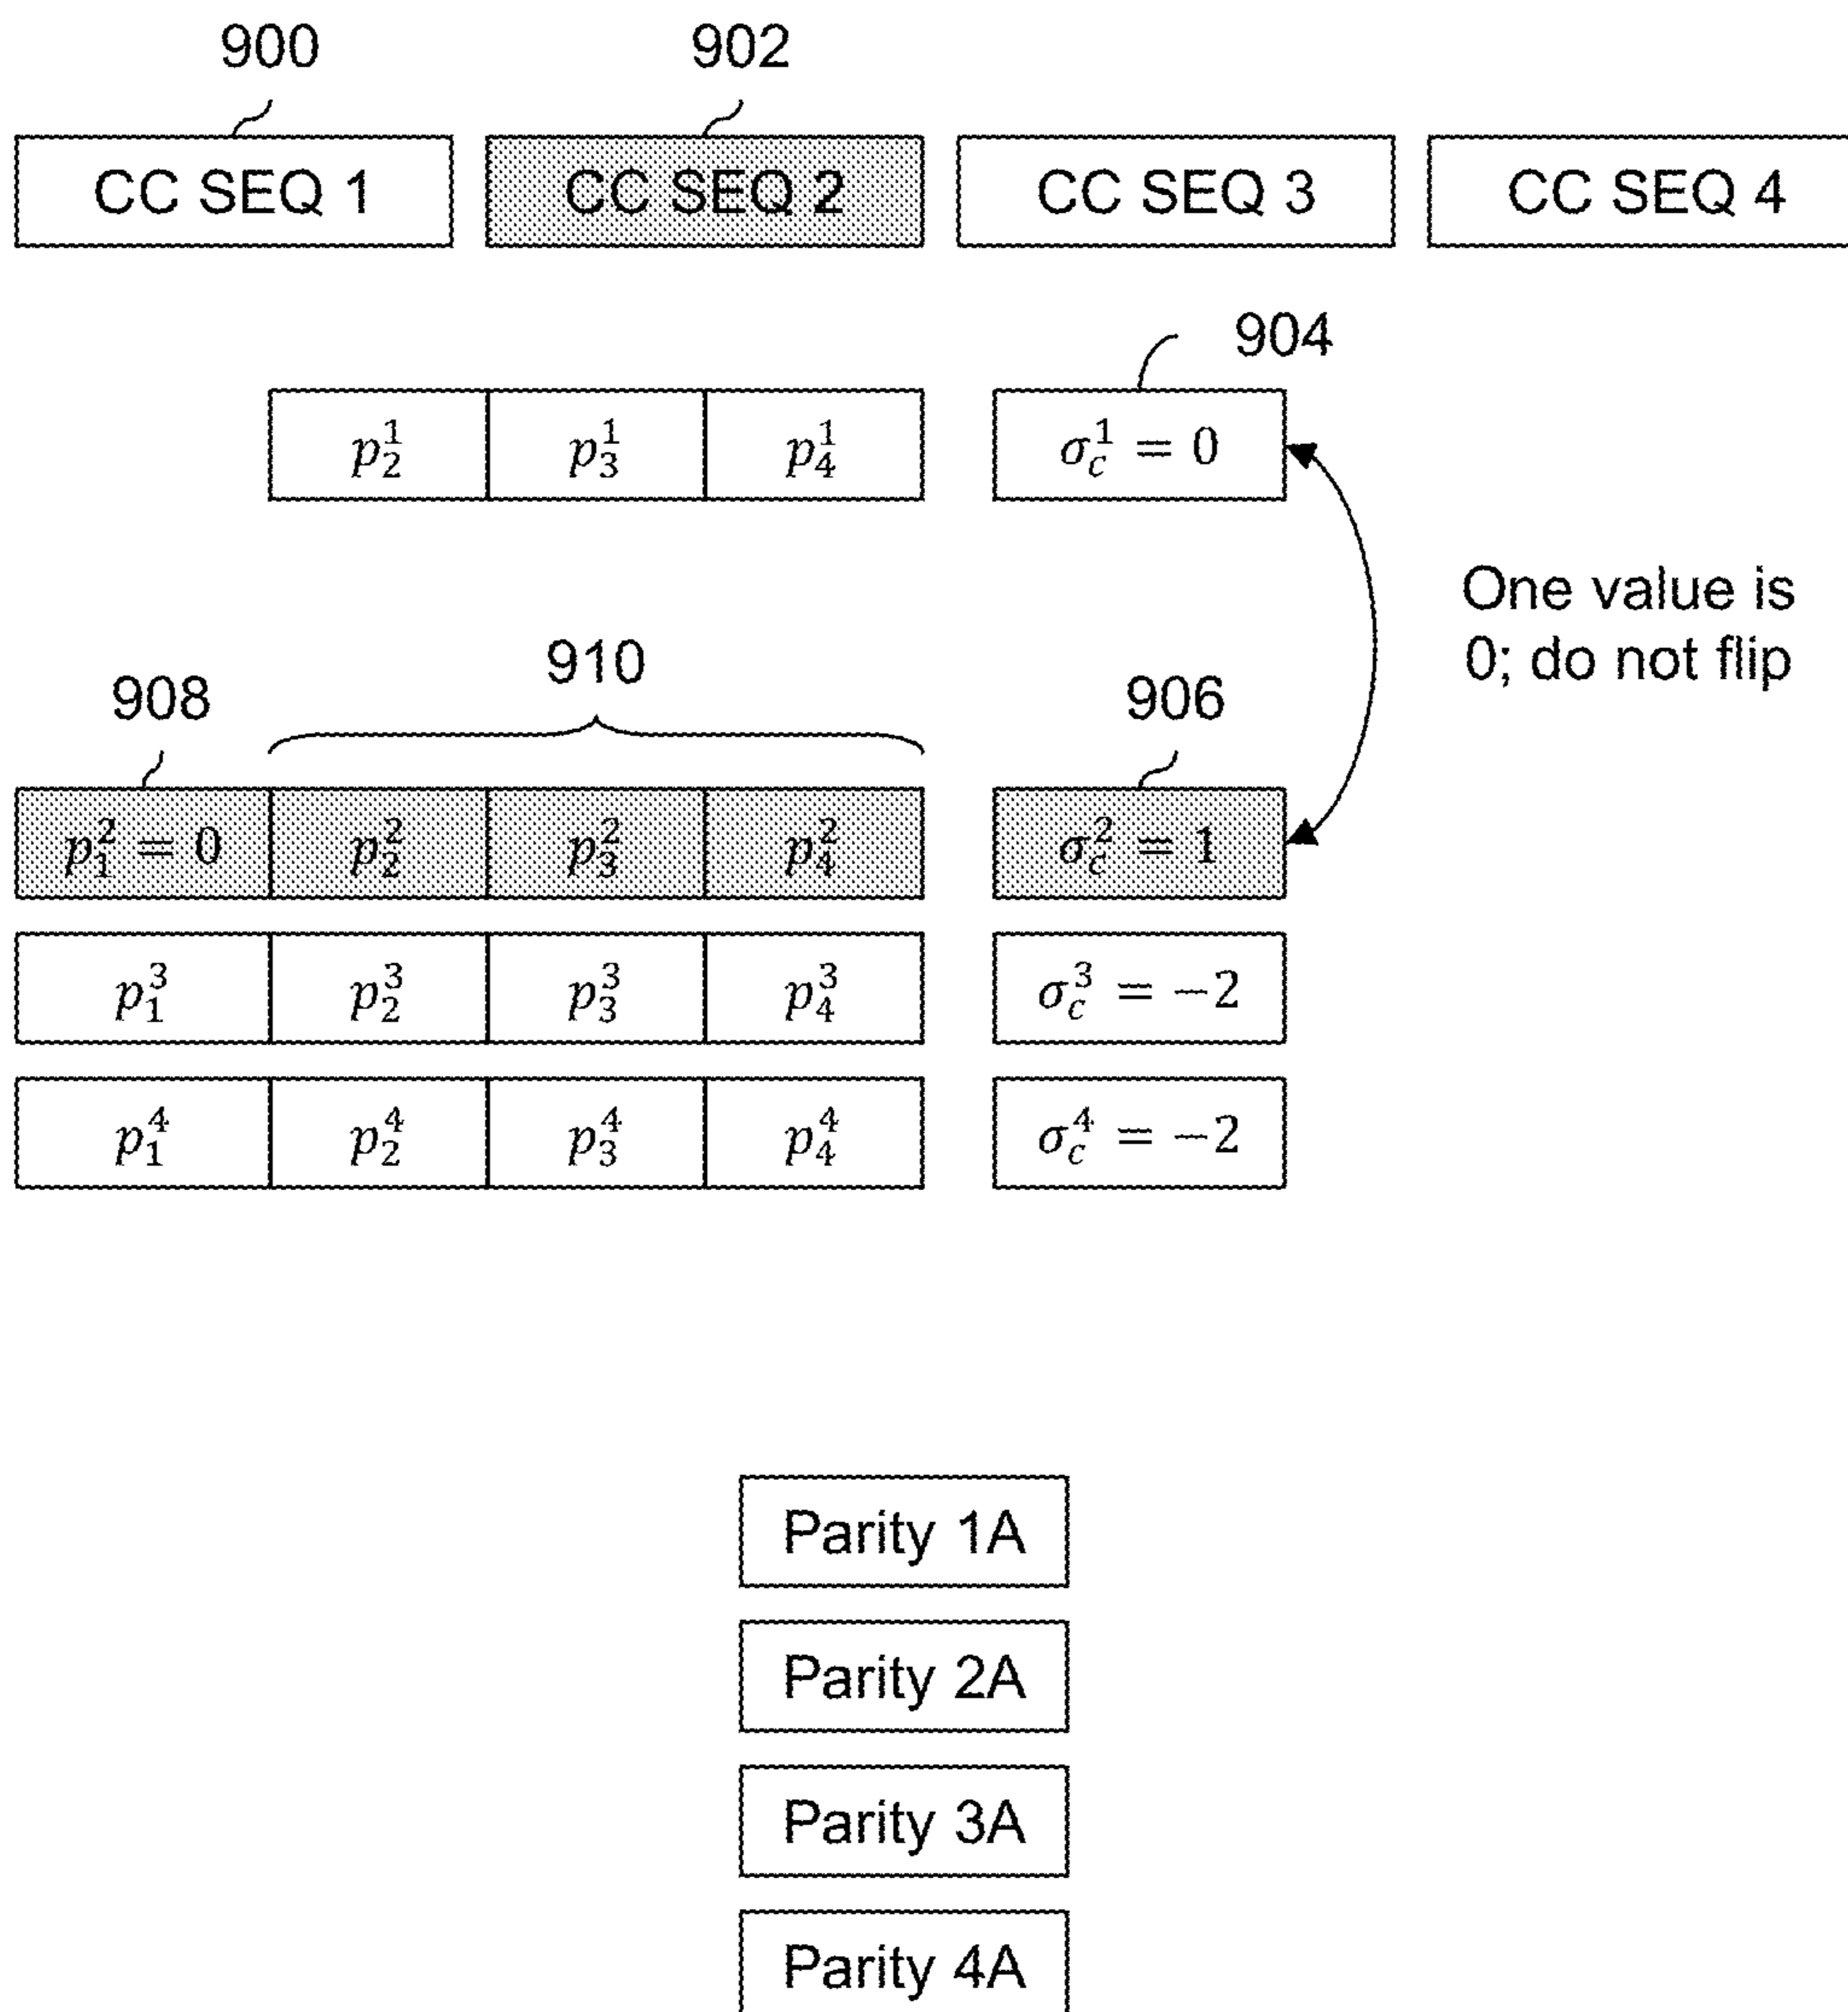 900 902
CC SEQ 1 CC SEQ 2 CC SEQ 3 CC SEQ 4
904
p_2^1 p_3^1 p_4^1 σ_c^1 = 0
One value is
0; do not flip
910
908 906
p_1^2 = 0 p_2^2 p_3^2 p_4^2 σ_c^2 = 1
p_1^3 p_2^3 p_3^3 p_4^3 σ_c^3 = −2
p_1^4 p_2^4 p_3^4 p_4^4 σ_c^4 = −2
Parity 1A
Parity 2A
Parity 3A
Parity 4A